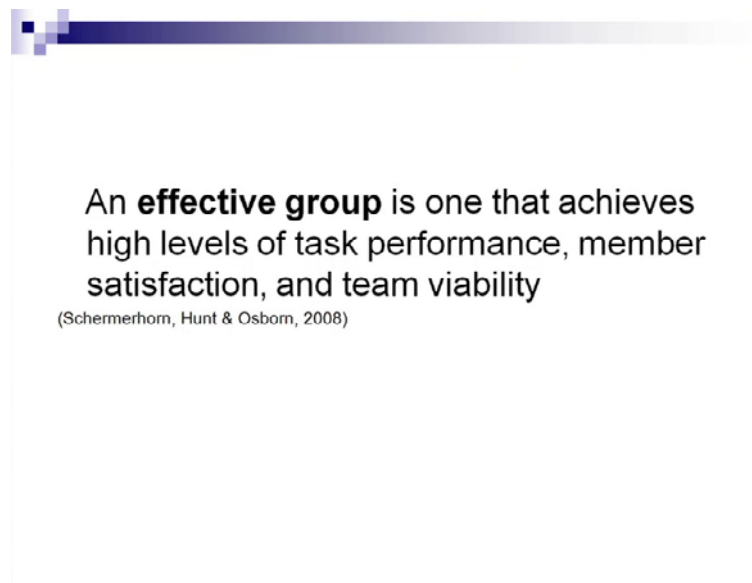 An effective group is one that achieves
high levels of task performance, member
satisfaction, and team viability
(Schermerhorn, Hunt & Osborn, 2008)